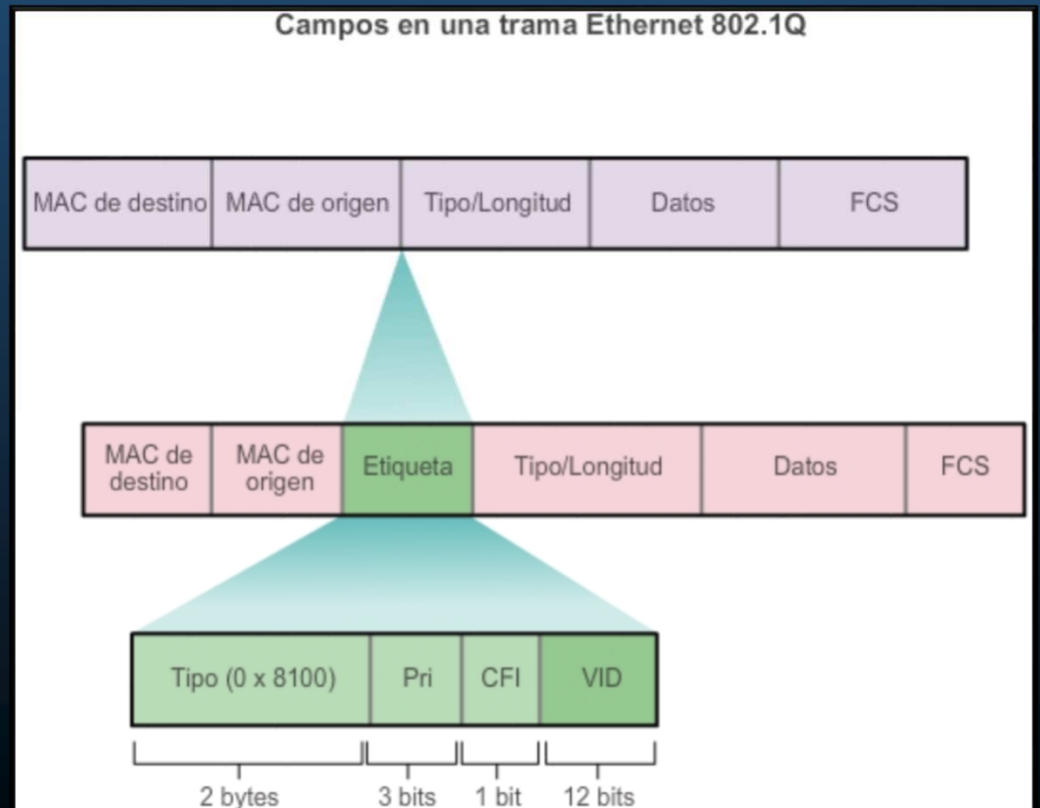 Campos en una trama Ethernet 802.1Q
MAC de destino MAC de origen Tipo/Longitud Datos FCS
MAC de destino MAC de origen Etiqueta Tipo/Longitud Datos FCS
Tipo (0 x 8100) Pri CFI VID
2 bytes 3 bits 1 bit 12 bits